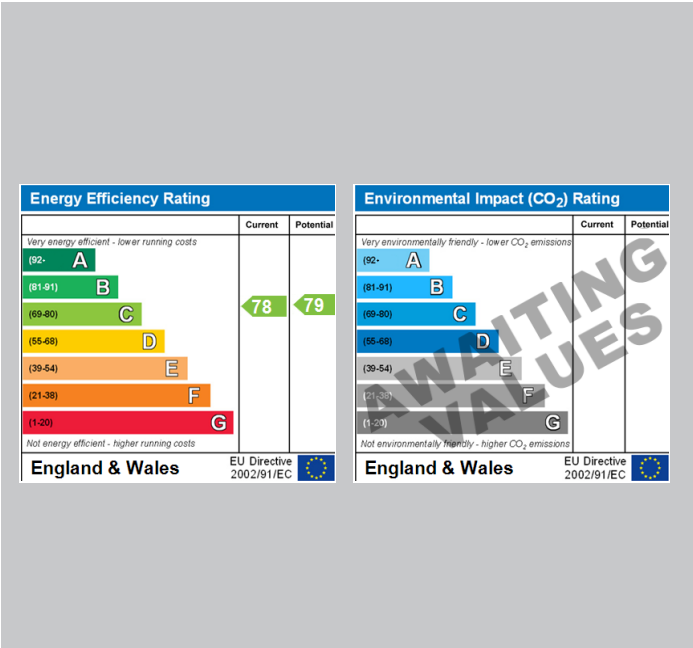 Energy Efficiency Rating
Current Potential
Very energy efficient - lower running costs
(92- A
(81-91) B
(69-80) C
78 79
(55-68) D
(39-54) E
(21-38) F
(1-20) G
Not energy efficient - higher running costs
England & Wales
EU Directive
2002/91/EC
Environmental Impact (CO2) Rating
Current Potential
Very environmentally friendly - lower CO2 emissions
(92- A
(81-91) B
(69-80) C
(55-68) D
(39-54) E
(21-38) F
(1-20) G
Not environmentally friendly - higher CO2 emissions
AWAITING
VALUES
England & Wales
EU Directive
2002/91/EC